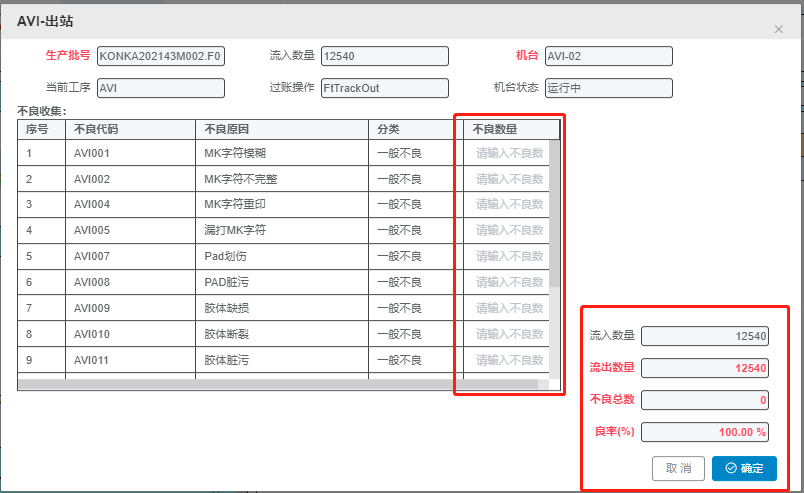 AVI-出站
生产批号 KONKA202143M002.F0 流入数量 12540 机台 AVI-02
当前工序 AVI 过账操作 FtTrackOut 机台状态 运行中
不良收集:
序号 不良代码 不良原因 分类 不良数量
1 AVI001 MK字符模糊 一般不良 请输入不良数
2 AVI002 MK字符不完整 一般不良 请输入不良数
3 AVI004 MK字符重印 一般不良 请输入不良数
4 AVI005 漏打MK字符 一般不良 请输入不良数
5 AVI007 Pad划伤 一般不良 请输入不良数
6 AVI008 PAD脏污 一般不良 请输入不良数
7 AVI009 胶体缺损 一般不良 请输入不良数
8 AVI010 胶体断裂 一般不良 请输入不良数
9 AVI011 胶体脏污 一般不良 请输入不良数
流入数量 12540
流出数量 12540
不良总数 0
良率(%) 100.00 %
取 消 确定